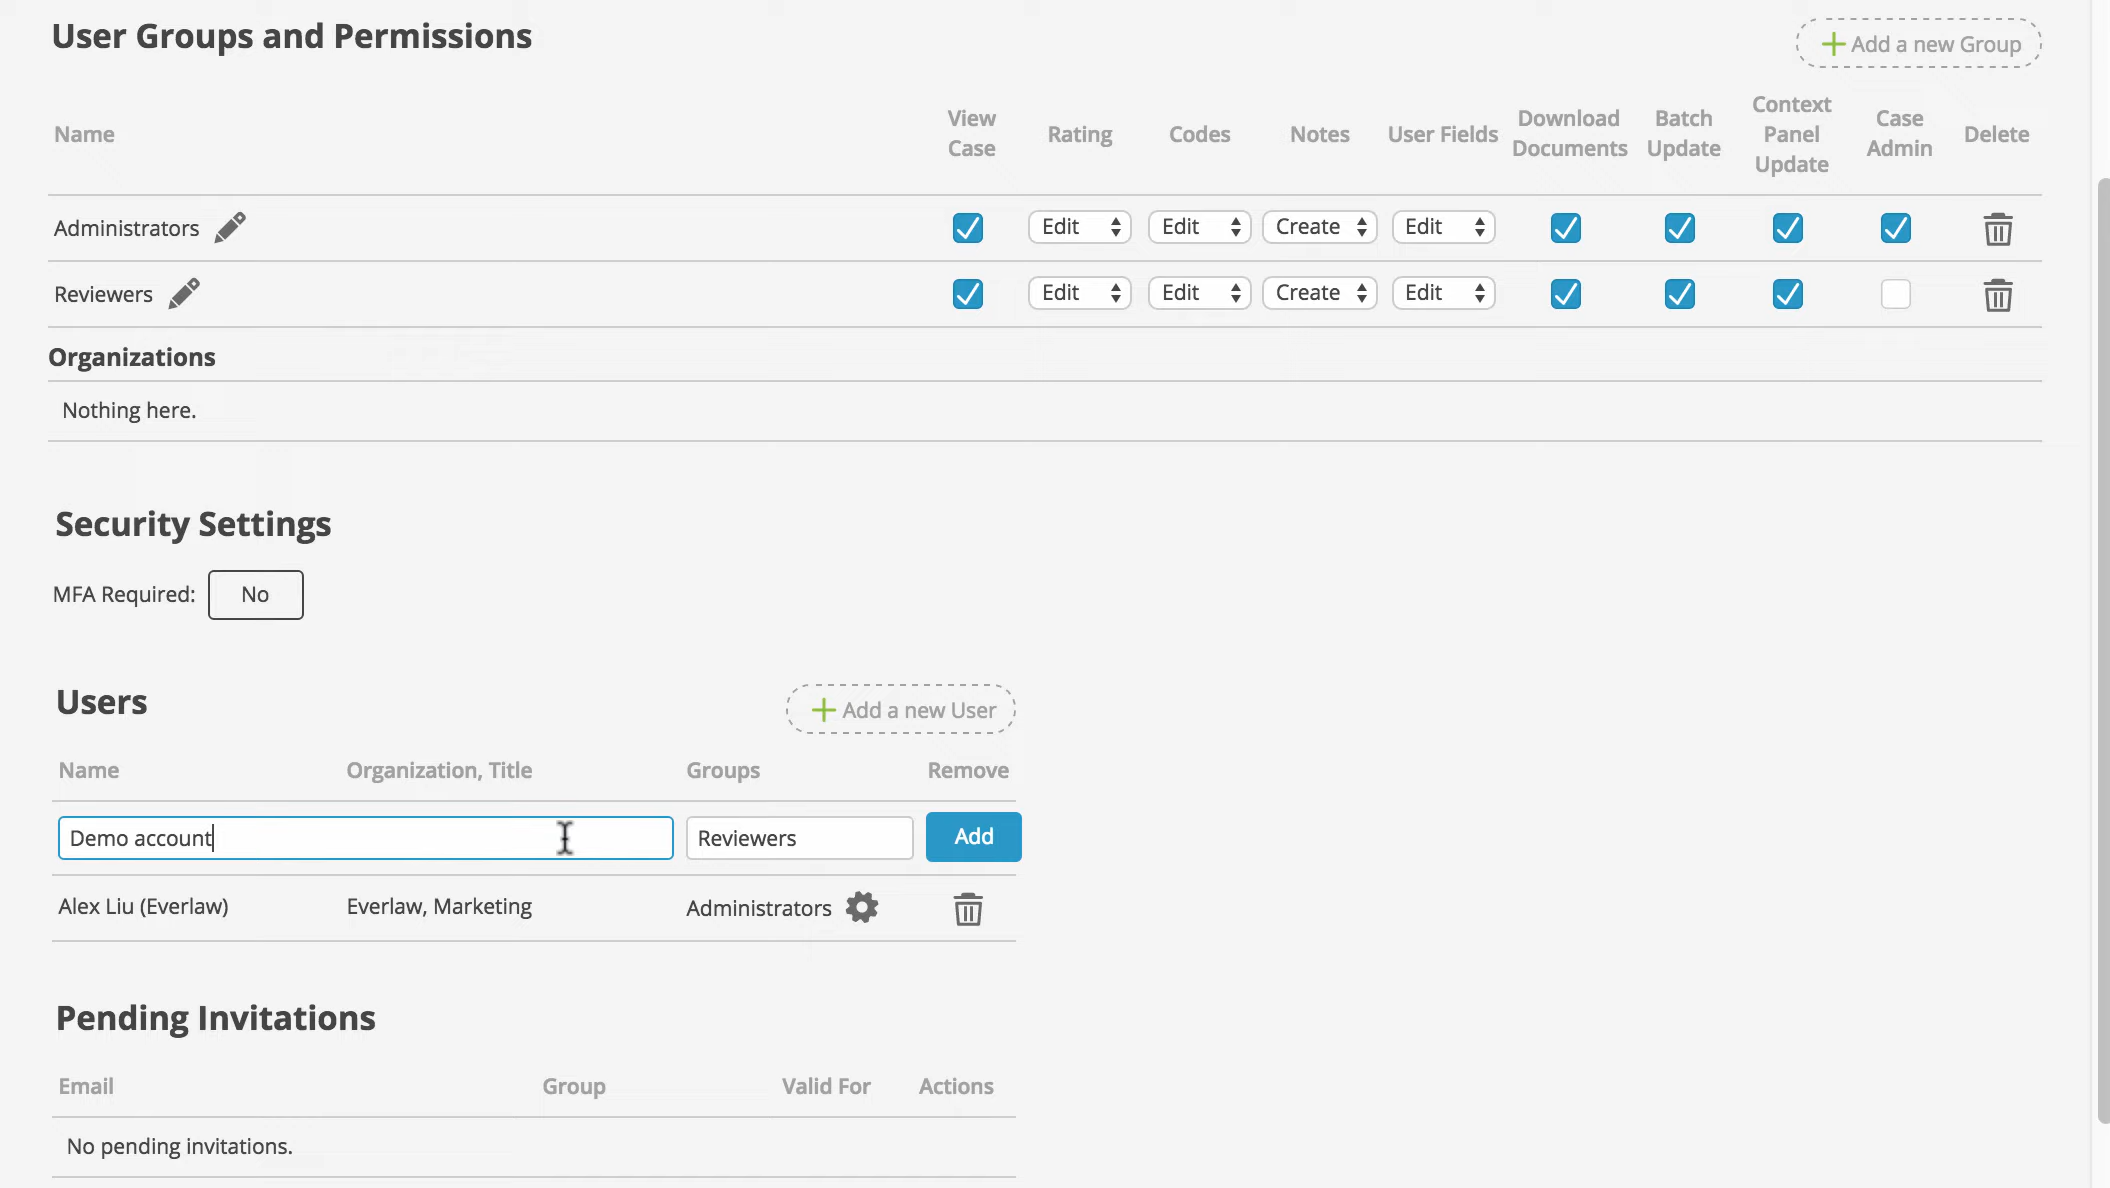 User Groups and Permissions
Add a new Group
Name
View Case
Rating
Codes
Notes
User Fields
Download Documents
Batch Update
Context Panel Update
Case Admin
Delete
Administrators
Edit
Edit
Create
Edit
Reviewers
Edit
Edit
Create
Edit
Organizations
Nothing here.
Security Settings
MFA Required: No
Users
Add a new User
Name
Organization, Title
Groups
Remove
Demo account
Reviewers
Add
Alex Liu (Everlaw)
Everlaw, Marketing
Administrators
Pending Invitations
Email
Group
Valid For
Actions
No pending invitations.